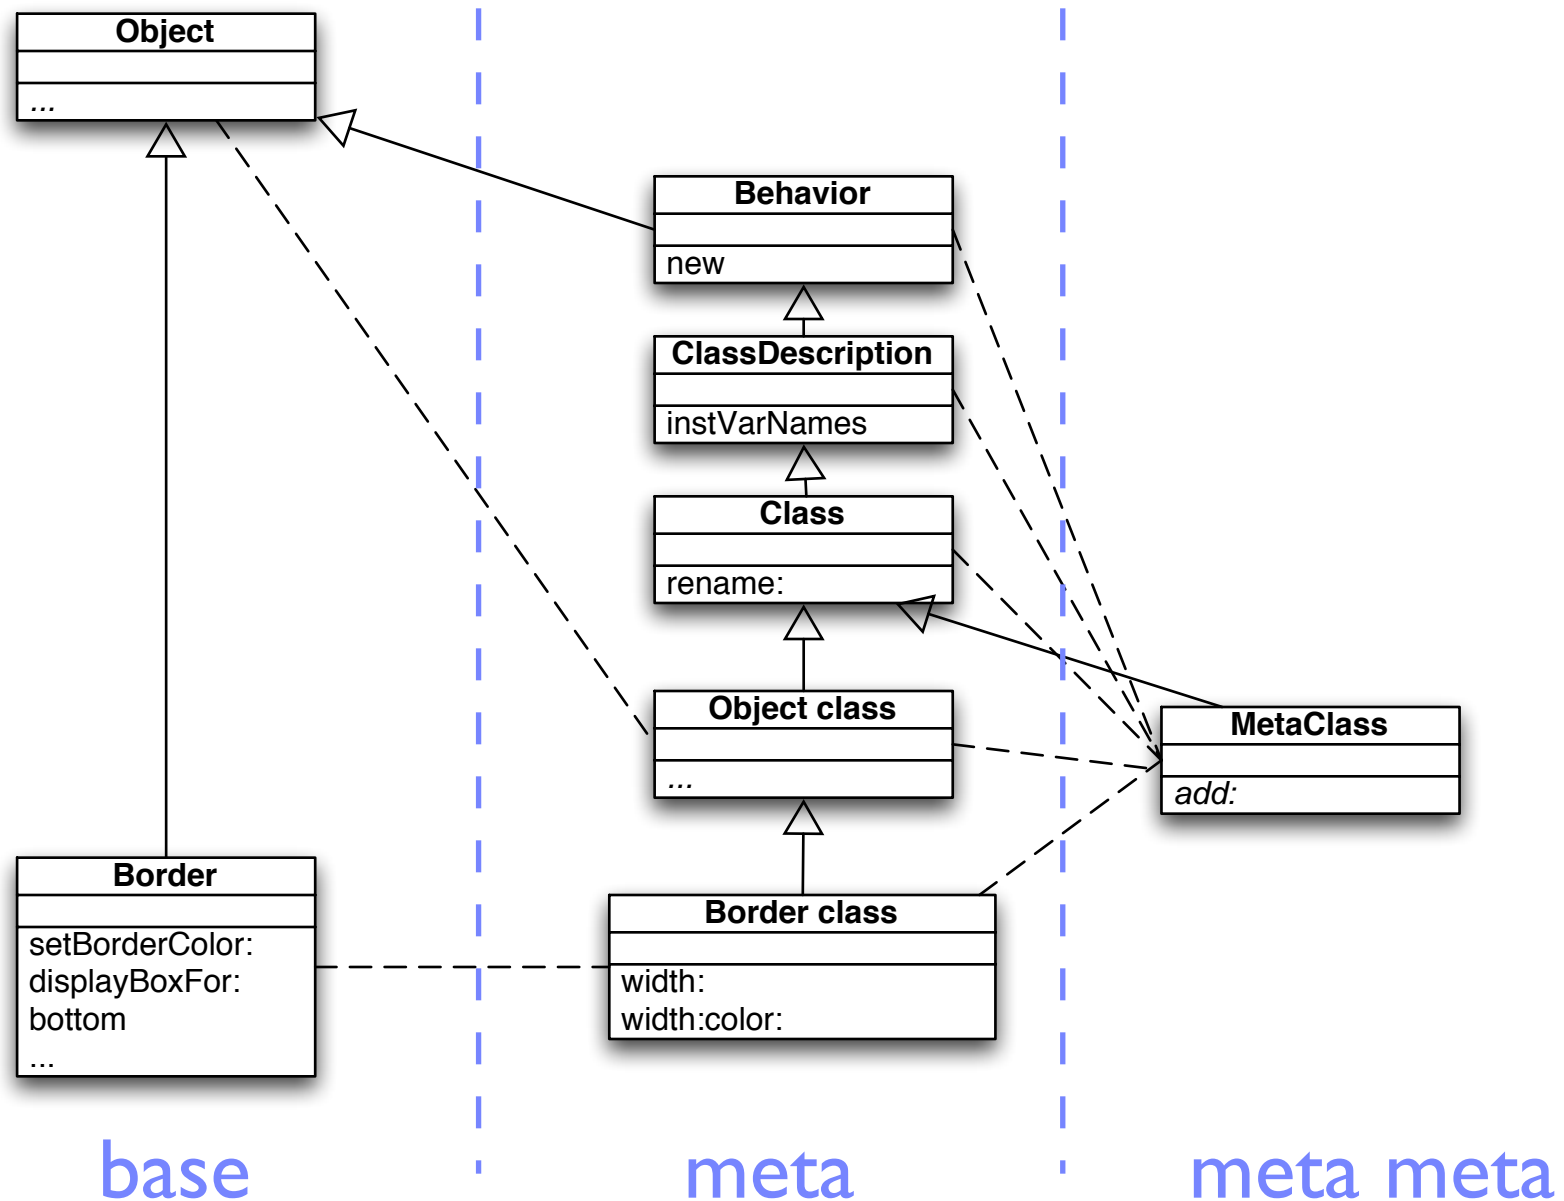 Object
...
Behavior
new
ClassDescription
instVarNames
Class
rename:
Object class
...
MetaClass
add:
Border
setBorderColor:
displayBoxFor:
bottom
...
Border class
width:
width:color:
base
meta
meta meta